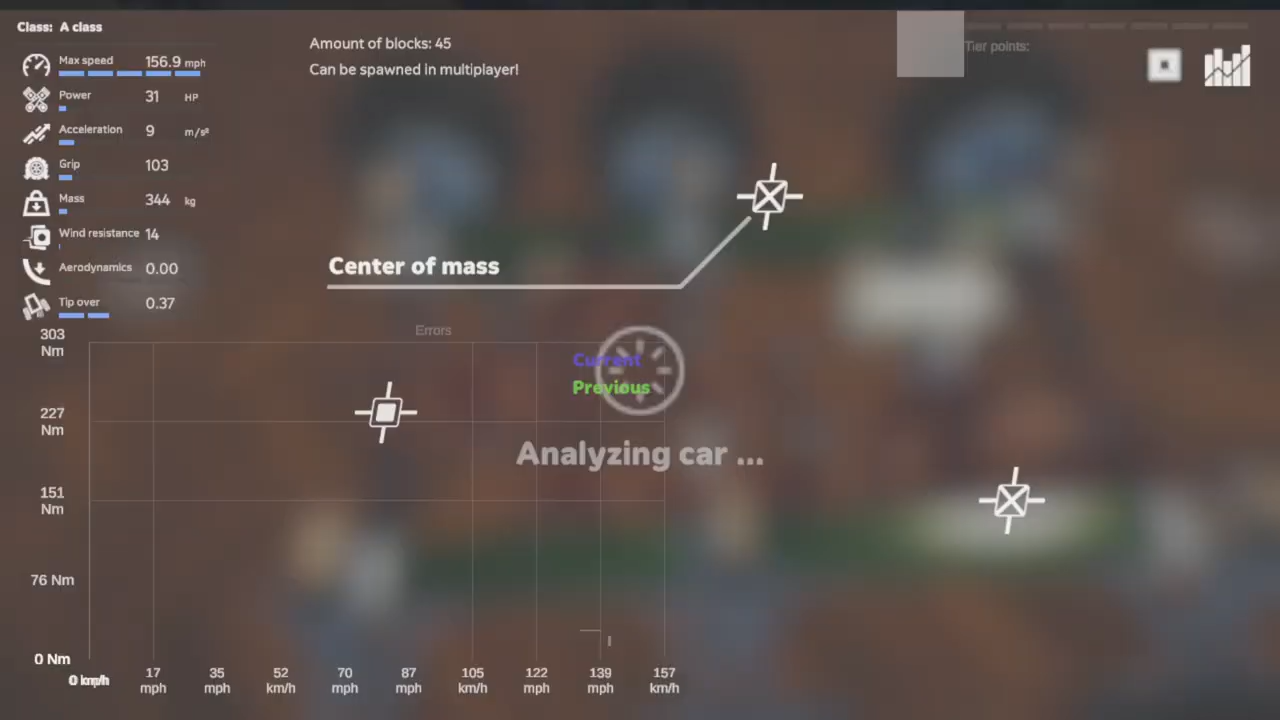 Class: A class
Max speed 156.9 mph
Power 31 HP
Acceleration 9 m/s²
Grip 103
Mass 344 kg
Wind resistance 14
Aerodynamics 0.00
Tip over 0.37
Amount of blocks: 45
Can be spawned in multiplayer!
Tier points:
Center of mass
Errors
Current
Previous
Analyzing car ...
303 Nm
227 Nm
151 Nm
76 Nm
0 Nm
17 mph
35 mph
52 km/h
70 mph
87 mph
105 km/h
122 mph
139 mph
157 km/h